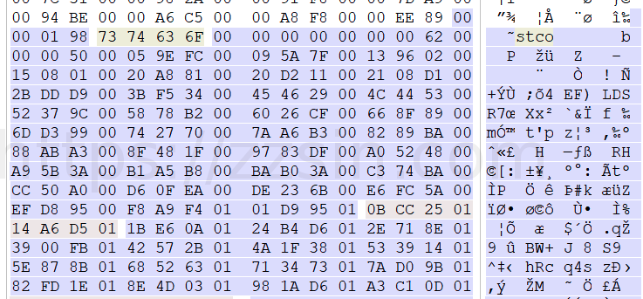 00 94 BE 00 00 A6 C5 00 00 A8 F8 00 00 EE 89 00 "¾ ¦Å ¨ø î‰
00 01 98 73 74 63 6F 00 00 00 00 00 00 00 62 00 ˜stco b
00 00 50 00 05 9E FC 00 09 5A 7F 00 13 96 02 00 P žü Z –
15 08 01 00 20 A8 81 00 20 D2 11 00 21 08 D1 00 ¨ Ò ! Ñ
2B DD D9 00 3B F5 34 00 45 46 29 00 4C 44 53 00 +ÝÙ ;õ4 EF) LDS
52 37 9C 00 58 78 B2 00 60 26 CF 00 66 8F 89 00 R7œ Xx² `&Ï f ‰
6D D3 99 00 74 27 70 00 7A A6 B3 00 82 89 BA 00 mÓ™ t'p z¦³ ‚‰º
88 AB A3 00 8F 48 1F 00 97 83 DF 00 A0 52 48 00 ˆ«£ H —ƒß RH
A9 5B 3A 00 B1 A5 B8 00 BA B0 3A 00 C3 74 BA 00 ©[: ±¥¸ º°: Ãtº
CC 50 A0 00 D6 0F EA 00 DE 23 6B 00 E6 FC 5A 00 ÌP Ö ê Þ#k æüZ
EF D8 95 00 F8 A9 F4 01 01 D9 95 01 0B CC 25 01 ïØ• ø©ô Ù• Ì%
14 A6 D5 01 1B E6 0A 01 24 B4 D6 01 2E 71 8E 01 ¦Õ æ $´Ö .qŽ
39 00 FB 01 42 57 2B 01 4A 1F 38 01 53 39 14 01 9 û BW+ J 8 S9
5E 87 8B 01 68 52 63 01 71 34 73 01 7A D0 9B 01 ^‡‹ hRc q4s zÐ›
82 FD 1E 01 8E 4D 03 01 98 1A D6 01 A3 C1 0D 01 ‚ý ŽM ˜ Ö £Á